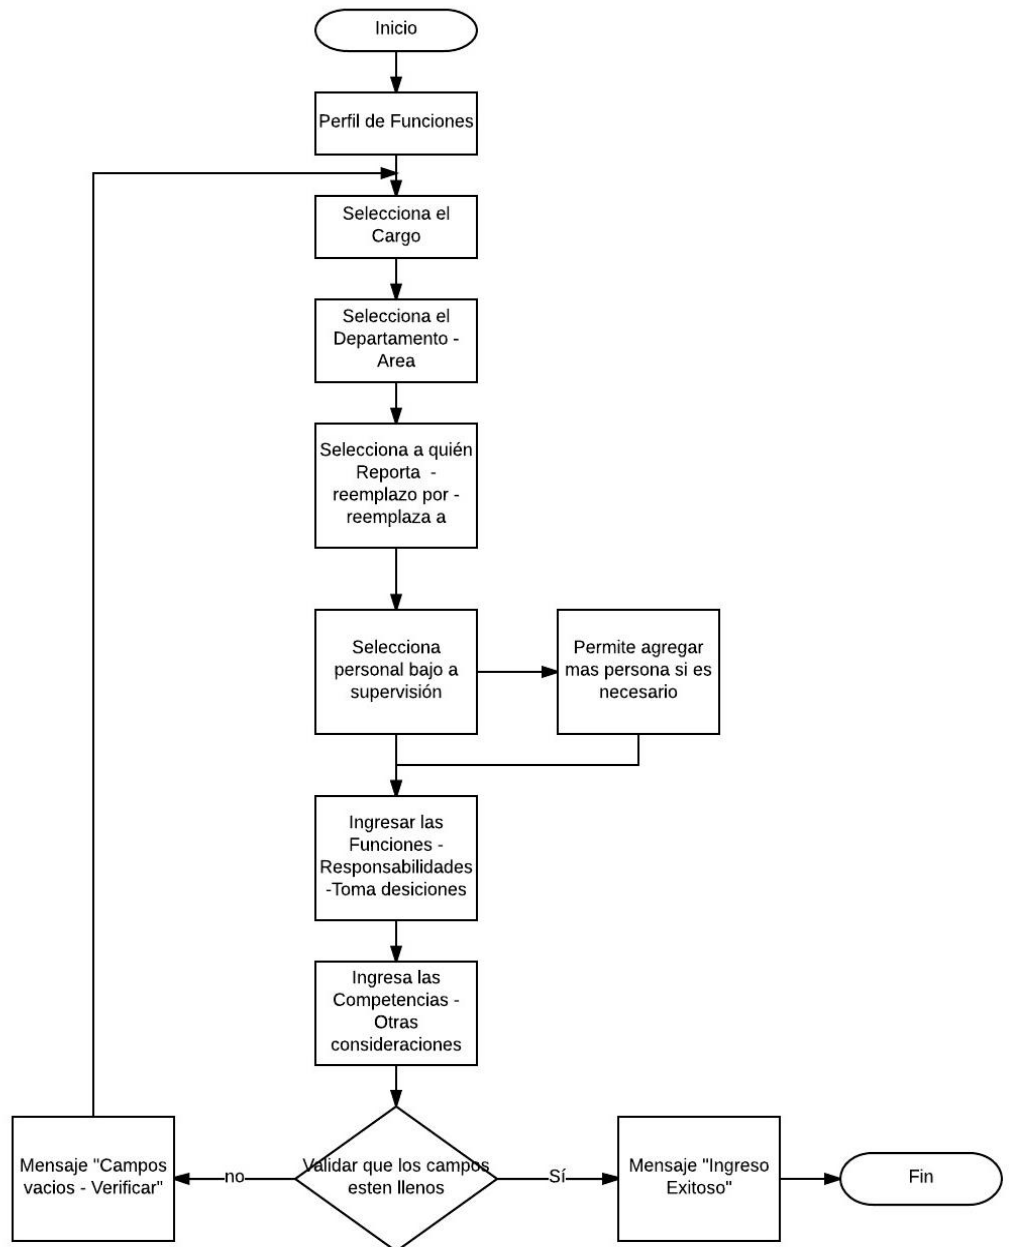 Inicio
Perfil de Funciones
Selecciona el
Cargo
Selecciona el
Departamento -
Area
Selecciona a quién
Reporta -
reemplazo por -
reemplaza a
Selecciona
personal bajo a
supervisión
Permite agregar
mas persona si es
necesario
Ingresar las
Funciones -
Responsabilidades
-Toma desiciones
Ingresa las
Competencias -
Otras
consideraciones
Mensaje "Campos
vacios - Verificar"
no
Validar que los campos
esten llenos
Sí
Mensaje "Ingreso
Exitoso"
Fin